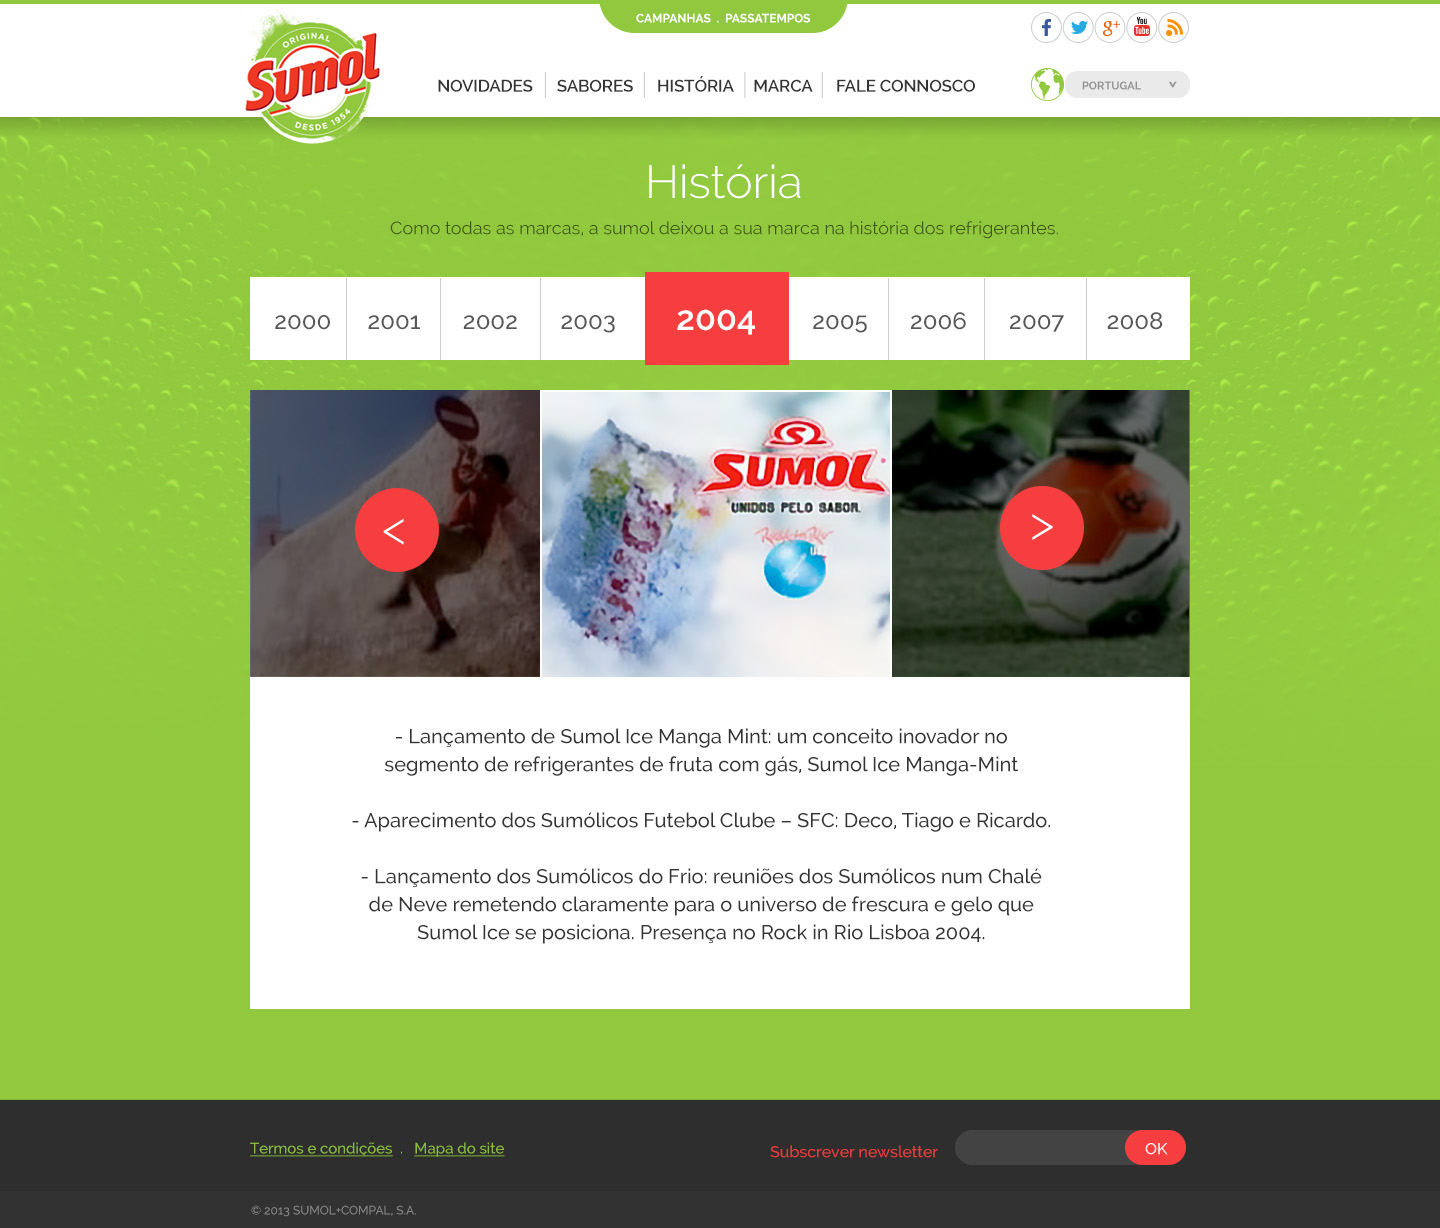 CAMPANHAS . PASSATEMPOS
ORIGINAL
Sumol
DESDE 1954
NOVIDADES
SABORES
HISTÓRIA
MARCA
FALE CONNOSCO
f
g+
You
Tube
PORTUGAL
História
Como todas as marcas, a sumol deixou a sua marca na história dos refrigerantes.
2000
2001
2002
2003
2004
2005
2006
2007
2008
<
SUMOL
UNIDOS PELO SABOR.
Rock in Rio
>
- Lançamento de Sumol Ice Manga Mint: um conceito inovador no
segmento de refrigerantes de fruta com gás, Sumol Ice Manga-Mint
- Aparecimento dos Sumólicos Futebol Clube – SFC: Deco, Tiago e Ricardo.
- Lançamento dos Sumólicos do Frio: reuniões dos Sumólicos num Chalé
de Neve remetendo claramente para o universo de frescura e gelo que
Sumol Ice se posiciona. Presença no Rock in Rio Lisboa 2004.
Termos e condições . Mapa do site
Subscrever newsletter
OK
© 2013 SUMOL+COMPAL, S.A.